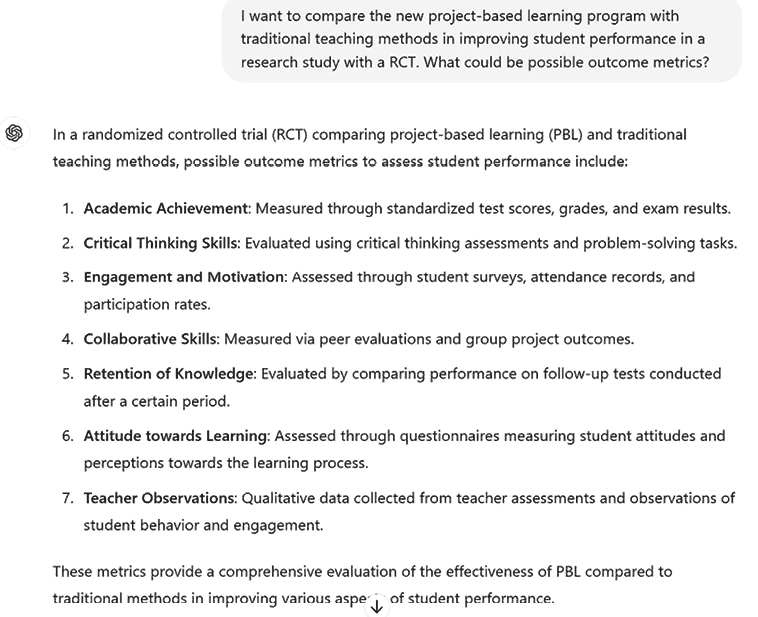 I want to compare the new project-based learning program with
traditional teaching methods in improving student performance in a
research study with a RCT. What could be possible outcome metrics?
In a randomized controlled trial (RCT) comparing project-based learning (PBL) and traditional
teaching methods, possible outcome metrics to assess student performance include:
1. Academic Achievement: Measured through standardized test scores, grades, and exam results.
2. Critical Thinking Skills: Evaluated using critical thinking assessments and problem-solving tasks.
3. Engagement and Motivation: Assessed through student surveys, attendance records, and
participation rates.
4. Collaborative Skills: Measured via peer evaluations and group project outcomes.
5. Retention of Knowledge: Evaluated by comparing performance on follow-up tests conducted
after a certain period.
6. Attitude towards Learning: Assessed through questionnaires measuring student attitudes and
perceptions towards the learning process.
7. Teacher Observations: Qualitative data collected from teacher assessments and observations of
student behavior and engagement.
These metrics provide a comprehensive evaluation of the effectiveness of PBL compared to
traditional methods in improving various of student performance.